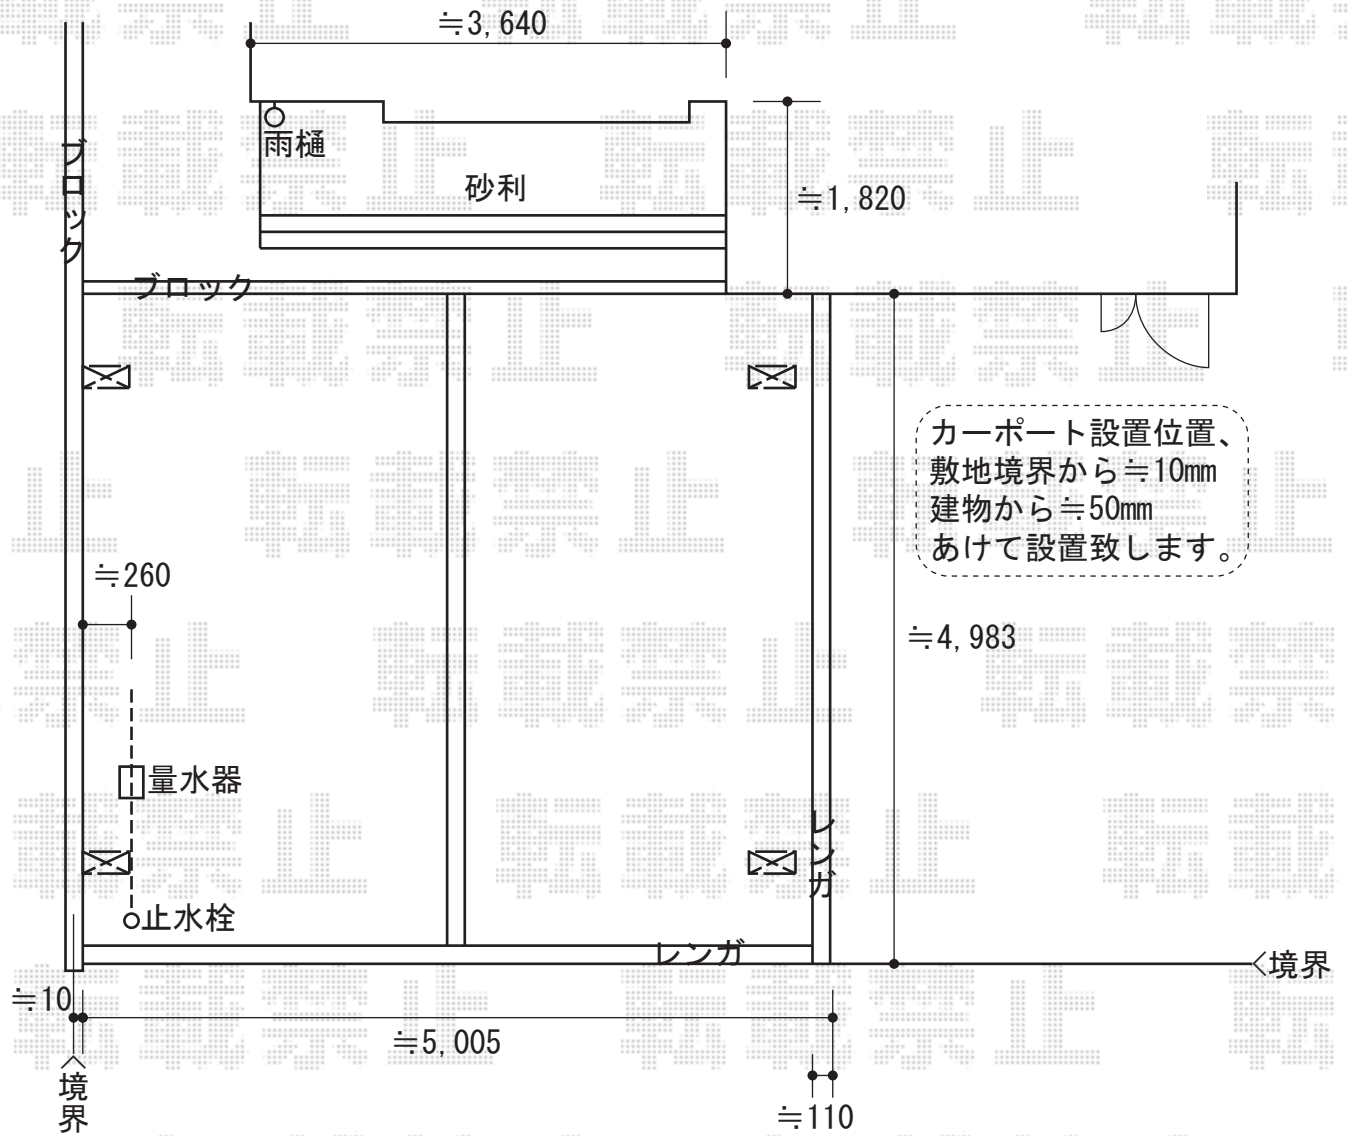 ≒3,640
雨樋
砂利
≒1,820
ブロック
ブロック
カーポート設置位置、
敷地境界から≒10mm
建物から≒50mm
あけて設置致します。
≒260
≒4,983
量水器
レンガ
止水栓
レンガ
境界
≒10
≒5,005
境界
≒110
転載禁止